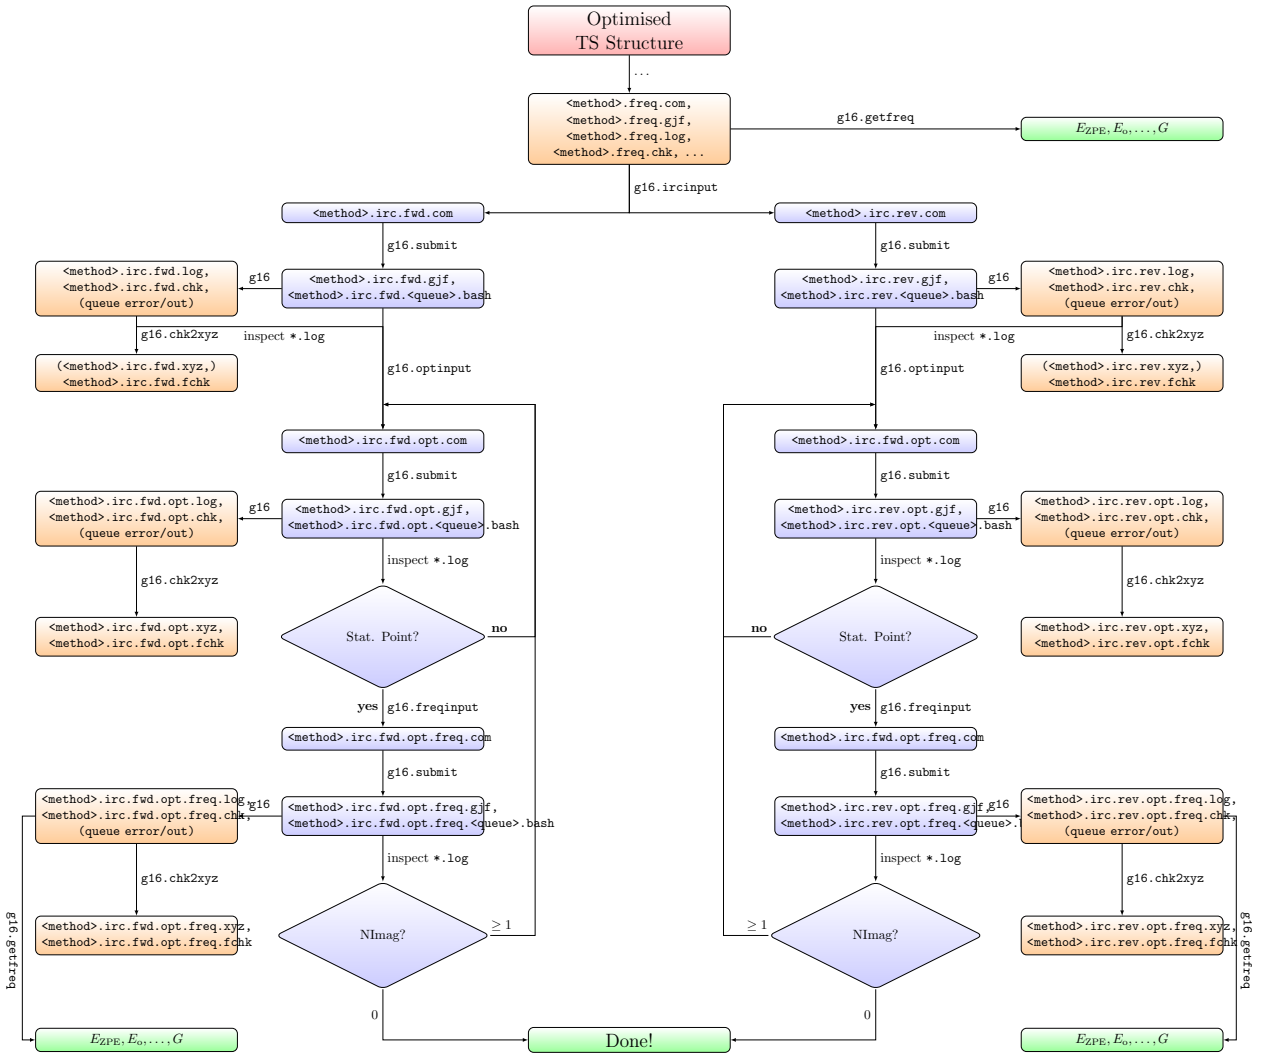 Optimised
TS Structure
...
<method>.freq.com,
<method>.freq.gjf,
<method>.freq.log,
<method>.freq.chk, ...
g16.getfreq
E_ZPE, E_o, ..., G
g16.ircinput
<method>.irc.fwd.com
<method>.irc.rev.com
g16.submit
g16.submit
<method>.irc.fwd.log,
<method>.irc.fwd.chk,
(queue error/out)
g16
<method>.irc.fwd.gjf,
<method>.irc.fwd.<queue>.bash
<method>.irc.rev.gjf,
<method>.irc.rev.<queue>.bash
g16
<method>.irc.rev.log,
<method>.irc.rev.chk,
(queue error/out)
g16.chk2xyz
inspect *.log
inspect *.log
g16.chk2xyz
(<method>.irc.fwd.xyz,)
<method>.irc.fwd.fchk
g16.optinput
g16.optinput
(<method>.irc.rev.xyz,)
<method>.irc.rev.fchk
<method>.irc.fwd.opt.com
<method>.irc.fwd.opt.com
g16.submit
g16.submit
<method>.irc.fwd.opt.log,
<method>.irc.fwd.opt.chk,
(queue error/out)
g16
<method>.irc.fwd.opt.gjf,
<method>.irc.fwd.opt.<queue>.bash
<method>.irc.rev.opt.gjf,
<method>.irc.rev.opt.<queue>.bash
g16
<method>.irc.rev.opt.log,
<method>.irc.rev.opt.chk,
(queue error/out)
g16.chk2xyz
inspect *.log
inspect *.log
g16.chk2xyz
<method>.irc.fwd.opt.xyz,
<method>.irc.fwd.opt.fchk
Stat. Point?
no
no
Stat. Point?
<method>.irc.rev.opt.xyz,
<method>.irc.rev.opt.fchk
yes g16.freqinput
yes g16.freqinput
<method>.irc.fwd.opt.freq.com
<method>.irc.fwd.opt.freq.com
g16.submit
g16.submit
<method>.irc.fwd.opt.freq.log,
<method>.irc.fwd.opt.freq.chk,
(queue error/out)
g16
<method>.irc.fwd.opt.freq.gjf,
<method>.irc.fwd.opt.freq.<queue>.bash
<method>.irc.rev.opt.freq.gjf,
<method>.irc.rev.opt.freq.<queue>.
g16
<method>.irc.rev.opt.freq.log,
<method>.irc.rev.opt.freq.chk,
(queue error/out)
g16.chk2xyz
inspect *.log
inspect *.log
g16.chk2xyz
g16.getfreq
<method>.irc.fwd.opt.freq.xyz,
<method>.irc.fwd.opt.freq.fchk
NImag?
≥ 1
≥ 1
NImag?
<method>.irc.rev.opt.freq.xyz,
<method>.irc.rev.opt.freq.fchk
g16.getfreq
0
0
E_ZPE, E_o, ..., G
Done!
E_ZPE, E_o, ..., G